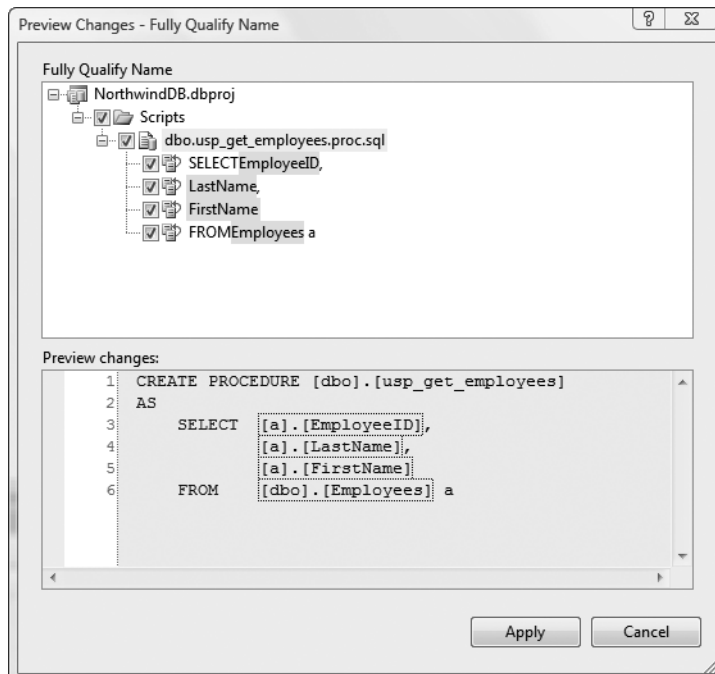 Preview Changes - Fully Qualify Name
Fully Qualify Name
NorthwindDB.dbproj
Scripts
dbo.usp_get_employees.proc.sql
SELECTEmployeeID,
LastName,
FirstName
FROMEmployees a
Preview changes:
1 CREATE PROCEDURE [dbo].[usp_get_employees]
2 AS
3 SELECT [a].[EmployeeID],
4 [a].[LastName],
5 [a].[FirstName]
6 FROM [dbo].[Employees] a
Apply Cancel